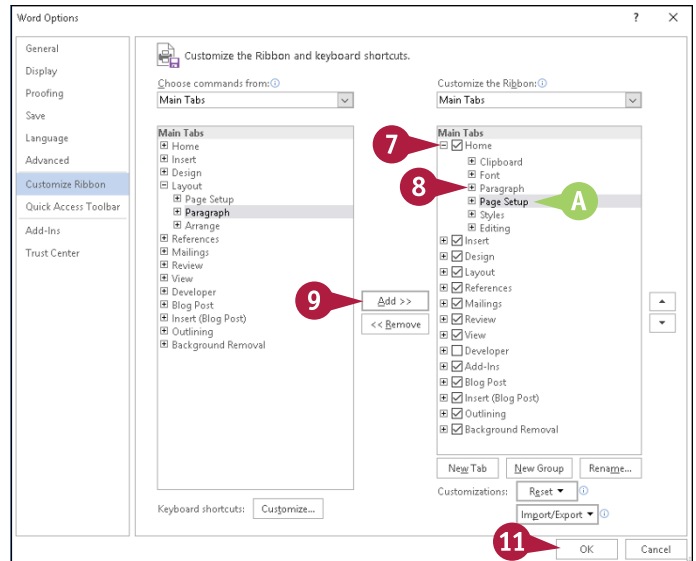 Word Options
?
General
Display
Proofing
Save
Language
Advanced
Customize Ribbon
Quick Access Toolbar
Add-Ins
Trust Center
Customize the Ribbon and keyboard shortcuts.
Choose commands from:
Main Tabs
Main Tabs
Home
Insert
Design
Layout
Page Setup
Paragraph
Arrange
References
Mailings
Review
View
Developer
Blog Post
Insert (Blog Post)
Outlining
Background Removal
Keyboard shortcuts: Customize...
9
Add >>
<< Remove
Customize the Ribbon:
Main Tabs
Main Tabs
7 Home
Clipboard
Font
8 Paragraph
Page Setup A
Styles
Editing
Insert
Design
Layout
References
Mailings
Review
View
Developer
Add-Ins
Blog Post
Insert (Blog Post)
Outlining
Background Removal
New Tab New Group Rename...
Customizations: Reset
Import/Export
11 OK Cancel